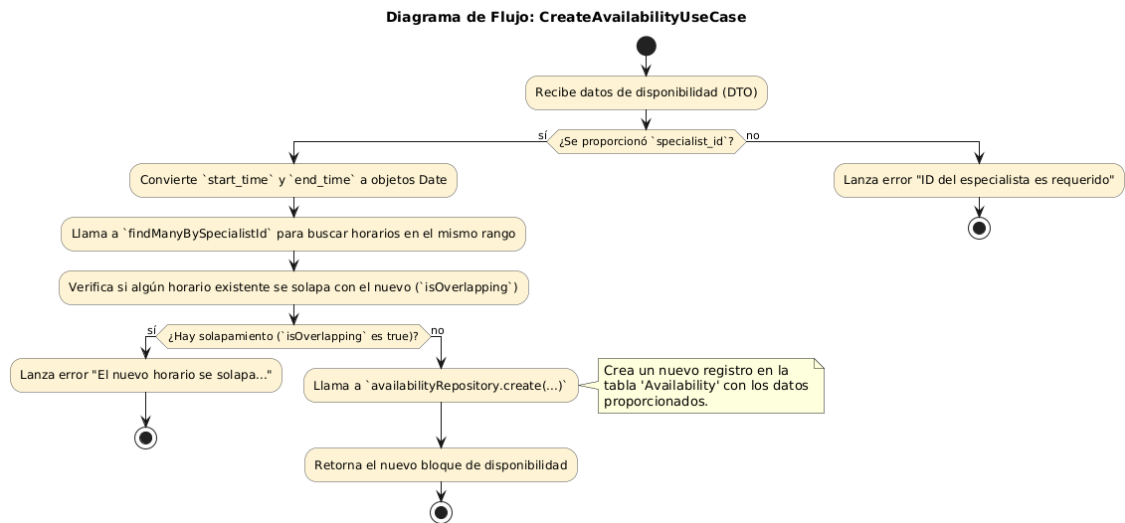 Diagrama de Flujo: CreateAvailabilityUseCase
Recibe datos de disponibilidad (DTO)
sí
¿Se proporcionó `specialist_id`?
no
Convierte `start_time` y `end_time` a objetos Date
Lanza error "ID del especialista es requerido"
Llama a `findManyBySpecialistId` para buscar horarios en el mismo rango
Verifica si algún horario existente se solapa con el nuevo (`isOverlapping`)
sí
¿Hay solapamiento (`isOverlapping` es true)?
no
Lanza error "El nuevo horario se solapa..."
Llama a `availabilityRepository.create(...)`
Crea un nuevo registro en la
tabla 'Availability' con los datos
proporcionados.
Retorna el nuevo bloque de disponibilidad